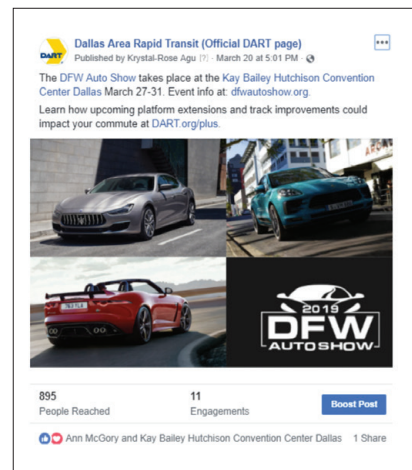 DART
Dallas Area Rapid Transit (Official DART page)
Published by Krystal-Rose Agu (?) · March 20 at 5:01 PM ·
The DFW Auto Show takes place at the Kay Bailey Hutchison Convention
Center Dallas March 27-31. Event info at: dfwautoshow.org.
Learn how upcoming platform extensions and track improvements could
impact your commute at DART.org/plus.
2019
DFW
AUTOSHOW
895
People Reached
11
Engagements
Boost Post
Ann McGory and Kay Bailey Hutchison Convention Center Dallas 1 Share